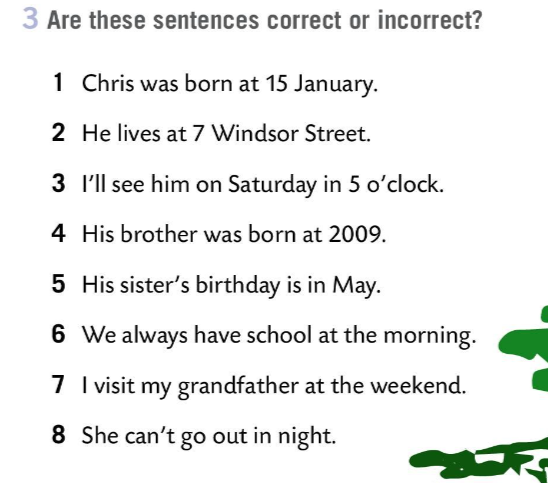 3 Are these sentences correct or incorrect?
1 Chris was born at 15 January.
2 He lives at 7 Windsor Street.
3 I'll see him on Saturday in 5 o'clock.
4 His brother was born at 2009.
5 His sister's birthday is in May.
6 We always have school at the morning.
7 I visit my grandfather at the weekend.
8 She can't go out in night.